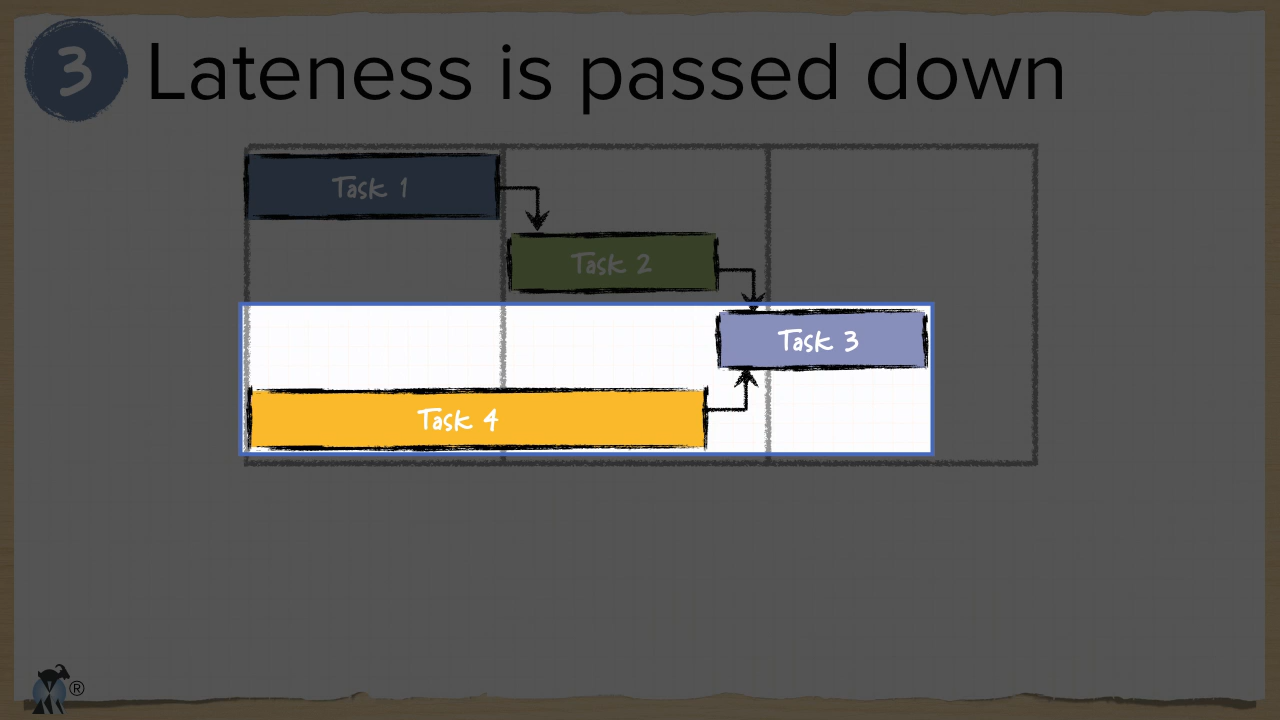 3 Lateness is passed down
Task 1
Task 2
Task 3
Task 4
®